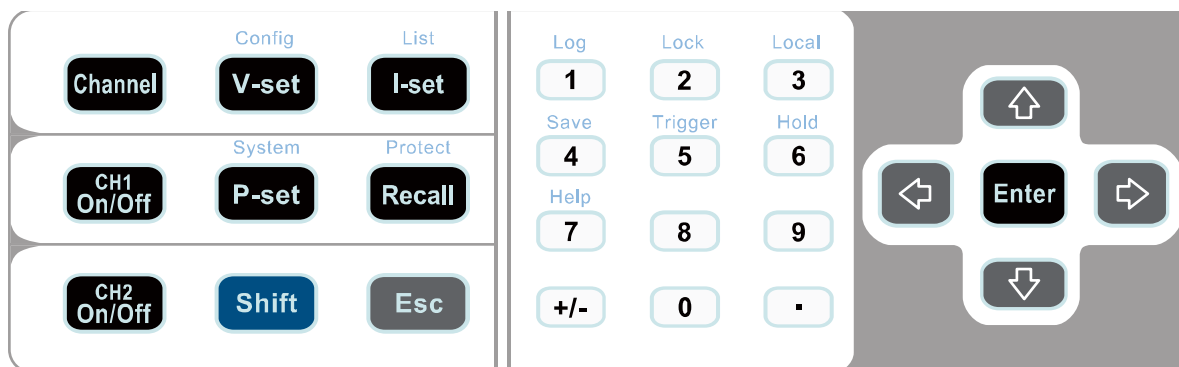 Config List
Channel V-set I-set
System Protect
CH1
On/Off P-set Recall
CH2
On/Off Shift Esc
Log Lock Local
1 2 3
Save Trigger Hold
4 5 6
Help
7 8 9
+/- 0 .
Enter